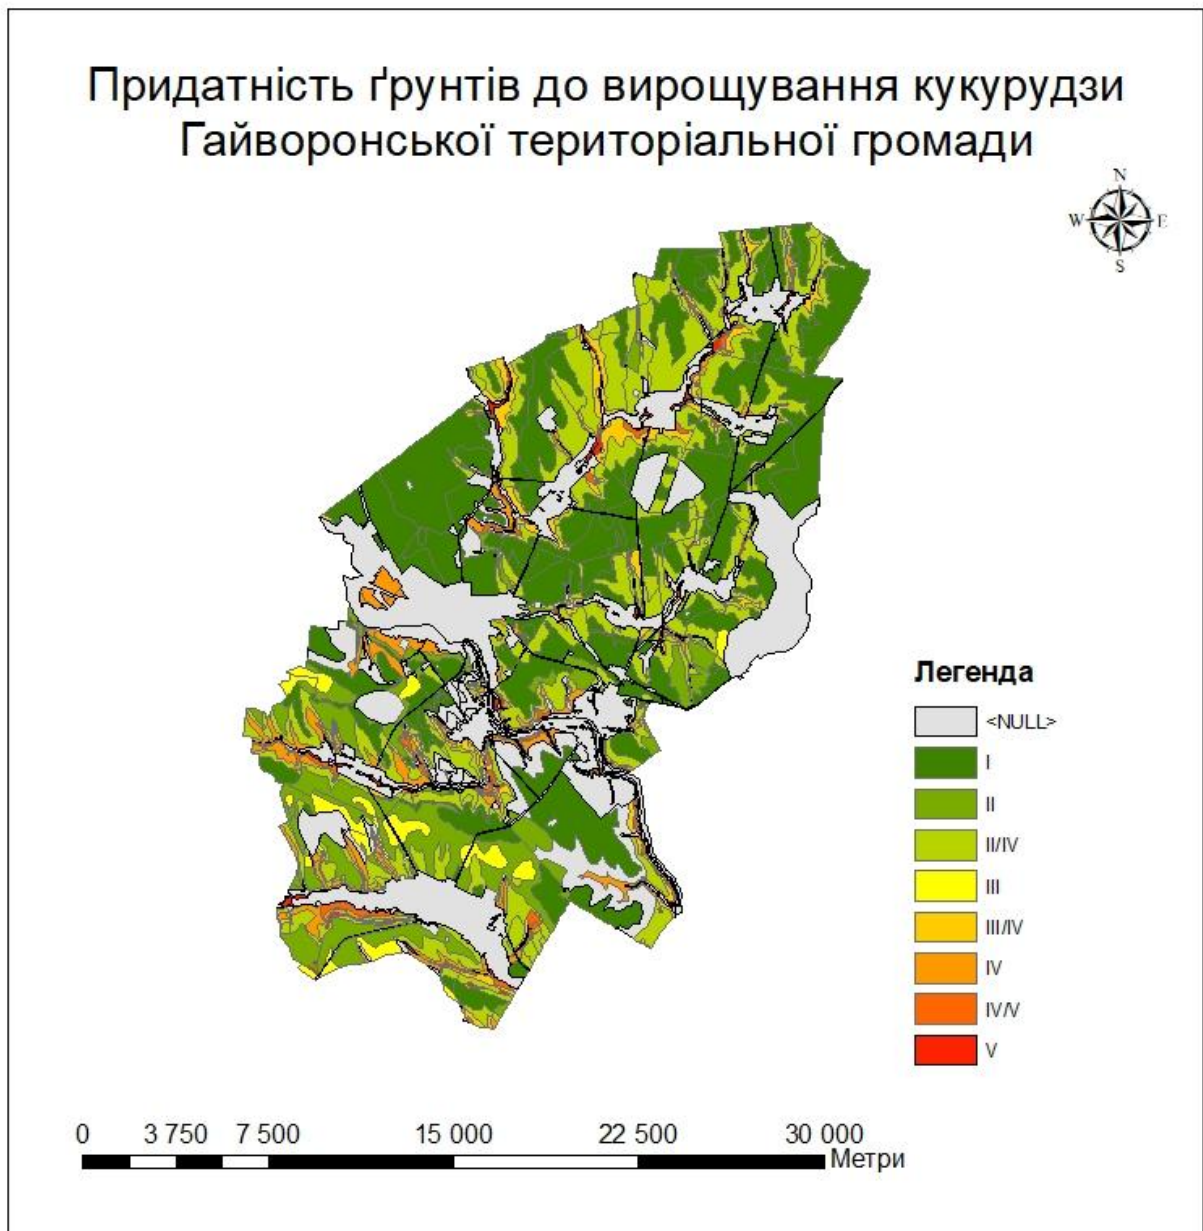 Придатність ґрунтів до вирощування кукурудзи
Гайворонської територіальної громади
N
W E
S
Легенда
<NULL>
I
II
II/IV
III
III/IV
IV
IV/V
V
0 3 750 7 500 15 000 22 500 30 000
Метри